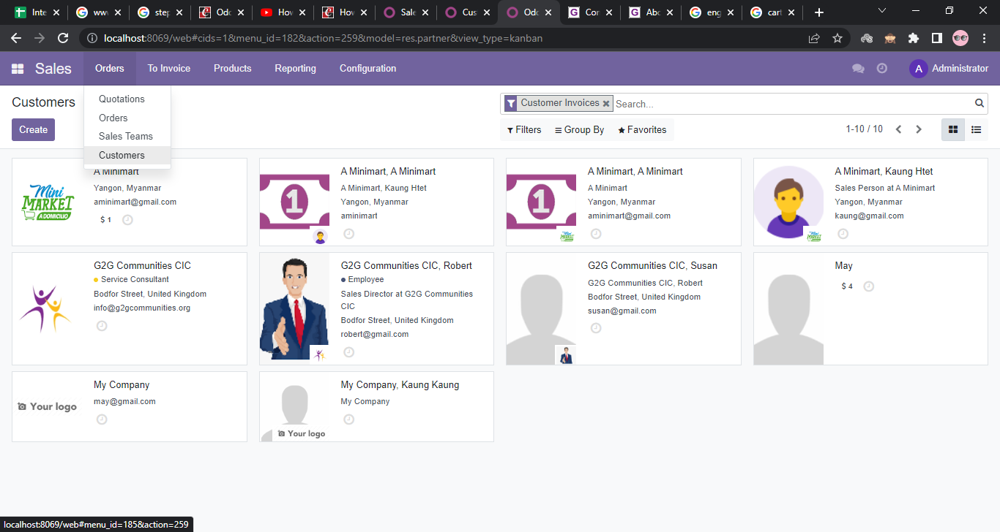 Inte
www
step
Odo
How
How
Sale
Cus
Odo
Con
Abo
eng
cart
localhost:8069/web#cids=1&menu_id=182&action=259&model=res.partner&view_type=kanban
Sales Orders To Invoice Products Reporting Configuration A Administrator
Customers
Create
Quotations
Orders
Sales Teams
Customers
Customer Invoices Search...
Filters Group By Favorites
1-10 / 10
Mini
MARKET
A DOMICILIO
A Minimart
Yangon, Myanmar
aminimart@gmail.com
$ 1
1
A Minimart, A Minimart
A Minimart, Kaung Htet
Yangon, Myanmar
aminimart
1
A Minimart, A Minimart
A Minimart
Yangon, Myanmar
aminimart@gmail.com
A Minimart, Kaung Htet
Sales Person at A Minimart
Yangon, Myanmar
kaung@gmail.com
G2G Communities CIC
Service Consultant
Bodfor Street, United Kingdom
info@g2gcommunities.org
G2G Communities CIC, Robert
Employee
Sales Director at G2G Communities
CIC
Bodfor Street, United Kingdom
robert@gmail.com
G2G Communities CIC, Susan
G2G Communities CIC, Robert
Bodfor Street, United Kingdom
susan@gmail.com
May
$ 4
Your logo
My Company
may@gmail.com
Your logo
My Company, Kaung Kaung
My Company
localhost:8069/web#menu_id=185&action=259